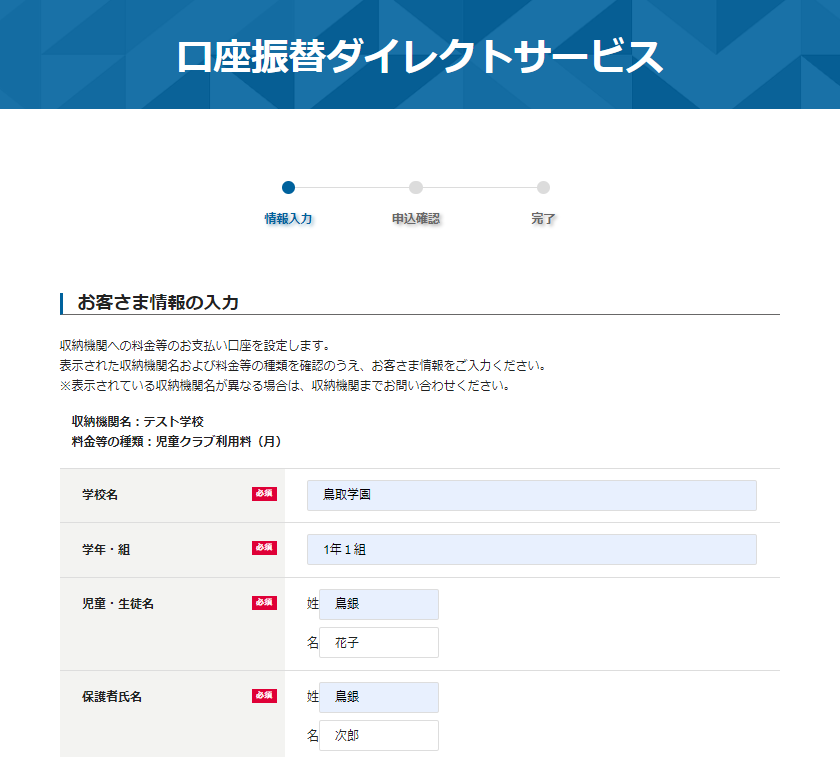 口座振替ダイレクトサービス
情報入力 申込確認 完了
お客さま情報の入力
収納機関への料金等のお支払い口座を設定します。
表示された収納機関名および料金等の種類を確認のうえ、お客さま情報をご入力ください。
※表示されている収納機関名が異なる場合は、収納機関までお問い合わせください。
収納機関名：テスト学校
料金等の種類：児童クラブ利用料（月）
学校名 必須 鳥取学園
学年・組 必須 1年１組
児童・生徒名 必須 姓 鳥銀
名 花子
保護者氏名 必須 姓 鳥銀
名 次郎